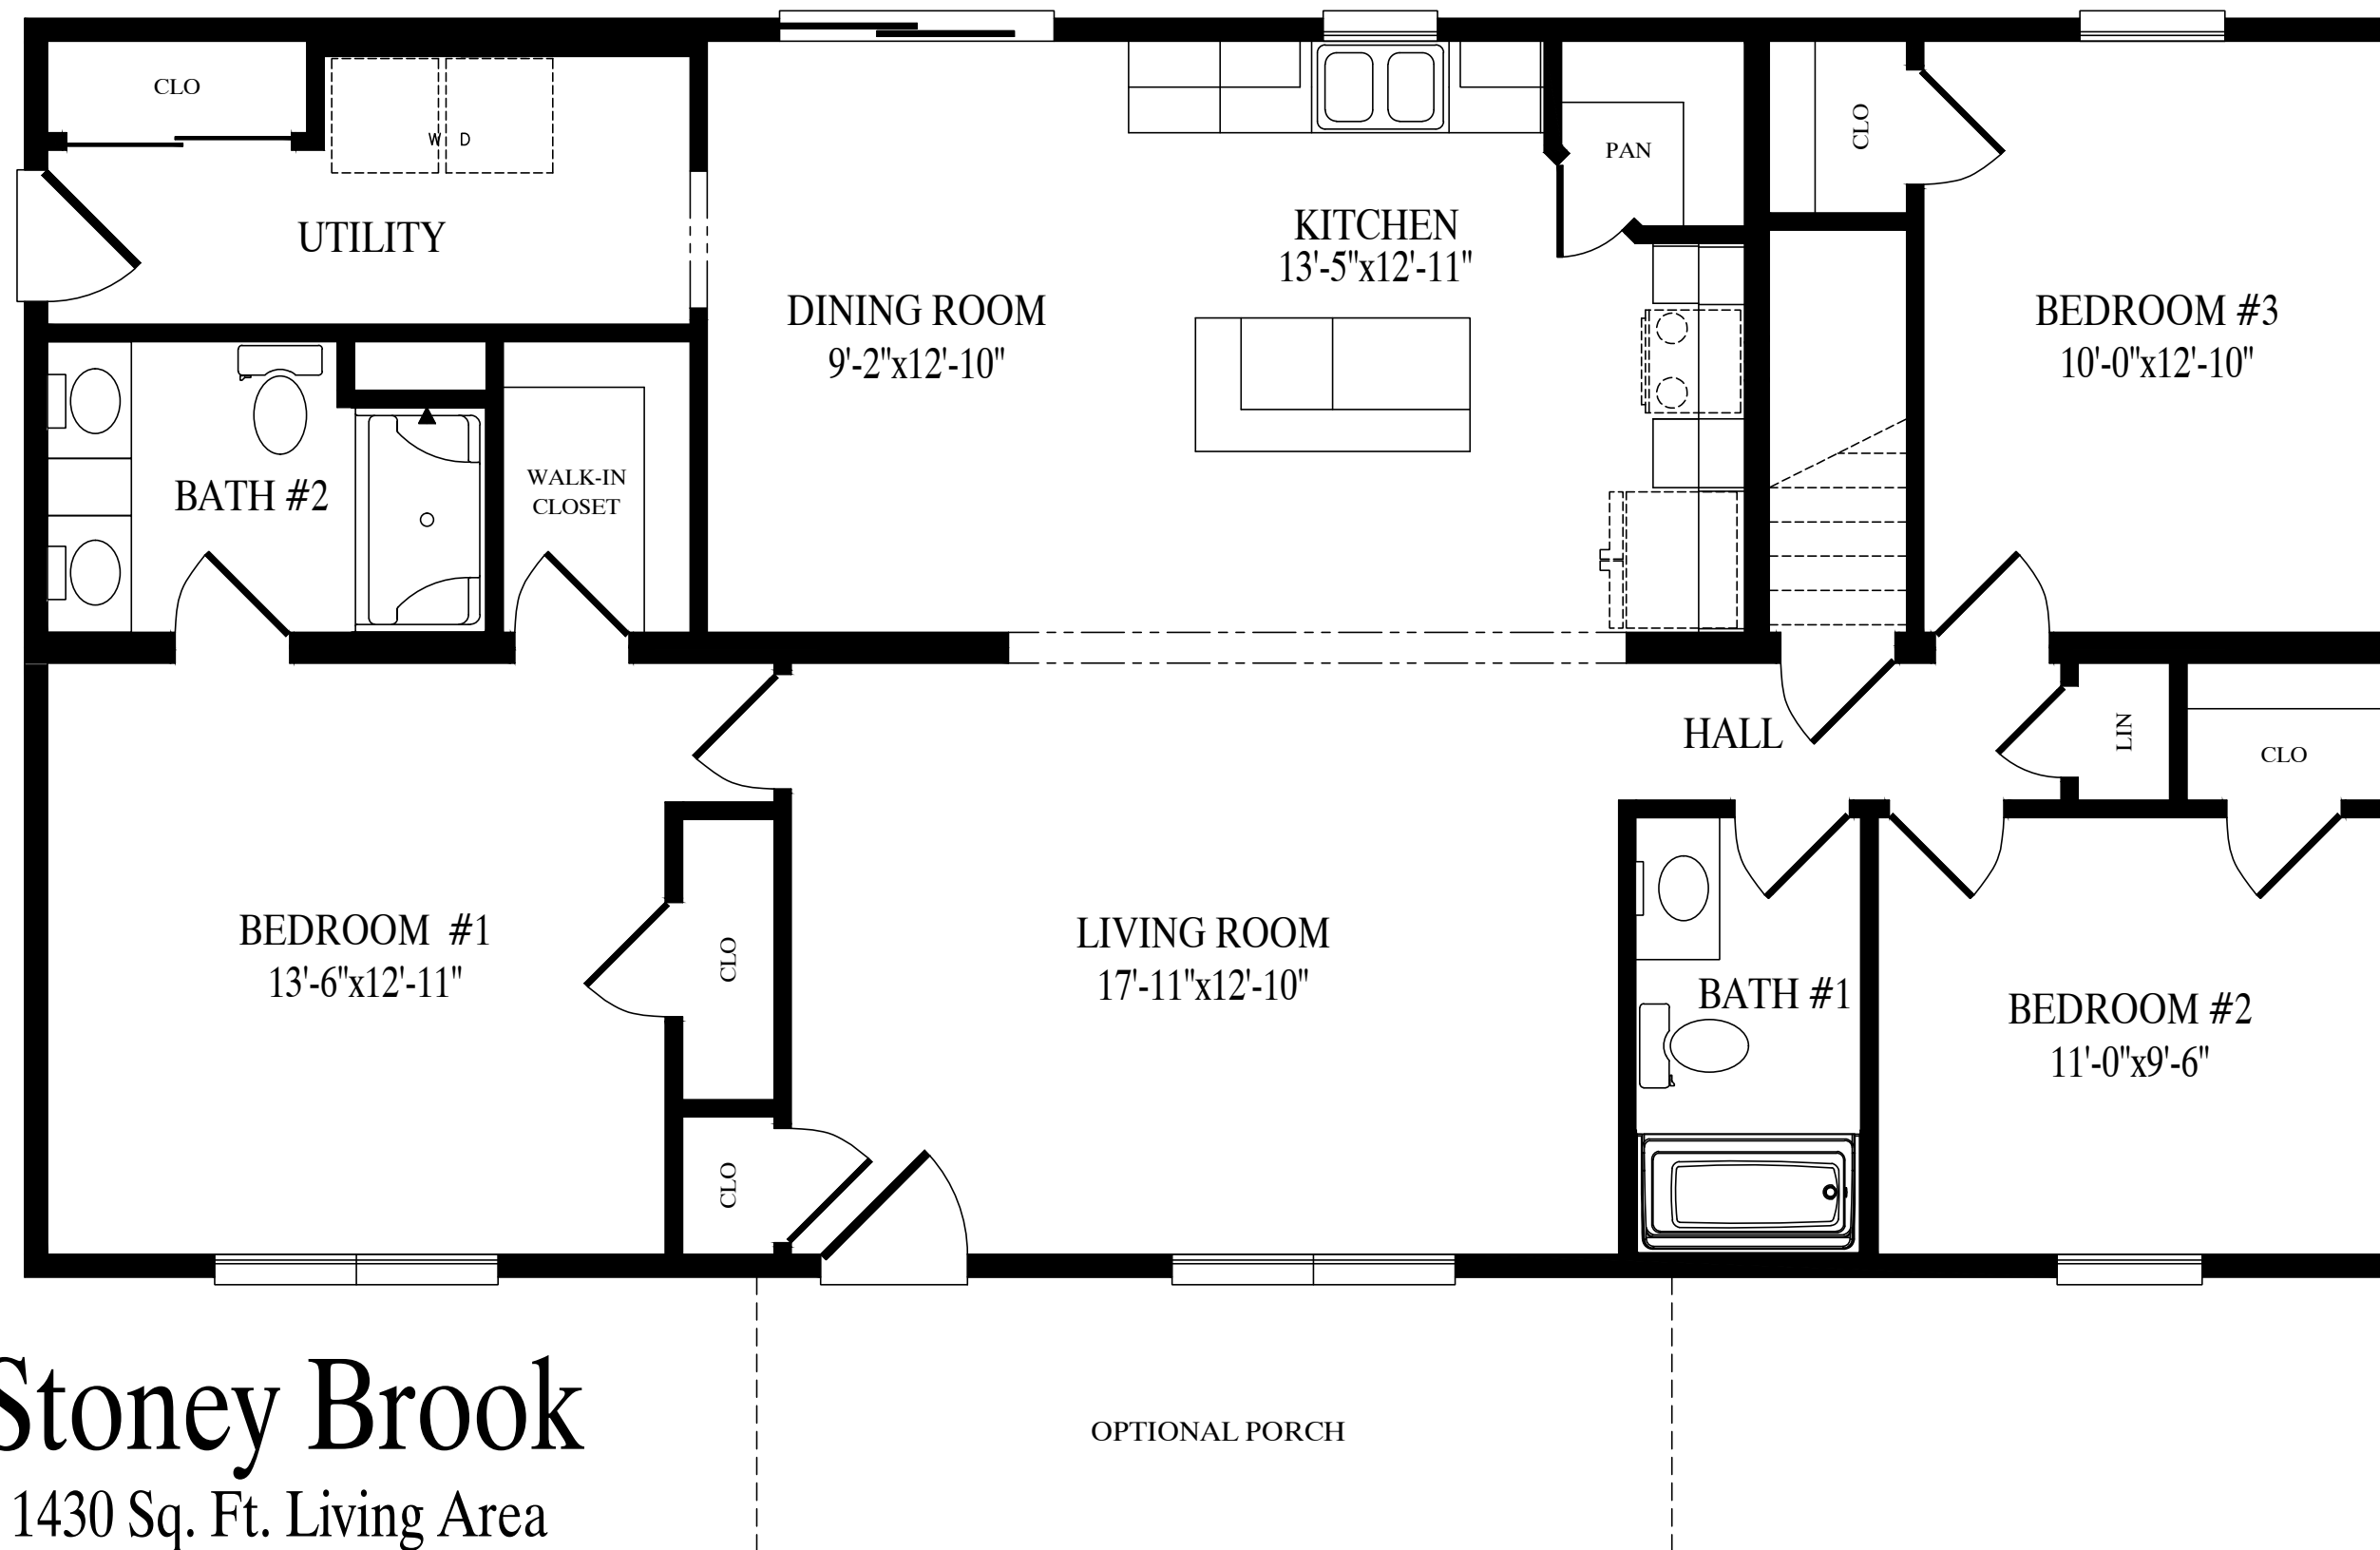 CLO
W D
UTILITY
DINING ROOM
9'-2"x12'-10"
KITCHEN
13'-5"x12'-11"
PAN
CLO
BEDROOM #3
10'-0"x12'-10"
BATH #2
WALK-IN
CLOSET
HALL
LIN
CLO
BEDROOM #1
13'-6"x12'-11"
CLO
LIVING ROOM
17'-11"x12'-10"
BATH #1
BEDROOM #2
11'-0"x9'-6"
CLO
Stoney Brook
1430 Sq. Ft. Living Area
OPTIONAL PORCH